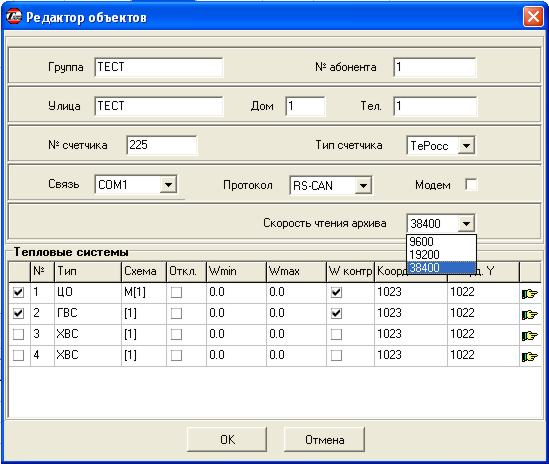 Редактор объектов
Группа ТЕСТ № абонента 1
Улица ТЕСТ Дом 1 Тел. 1
№ счетчика 225 Тип счетчика ТеРосс
Связь COM1 Протокол RS-CAN Модем
Скорость чтения архива 38400
9600
19200
38400
Тепловые системы
№ Тип Схема Откл. Wmin Wmax W контр Коорд д. Y
1 ЦО М[1] 0.0 0.0 1023 1022
2 ГВС [1] 0.0 0.0 1023 1022
3 ХВС [1] 0.0 0.0 1023 1022
4 ХВС [1] 0.0 0.0 1023 1022
OK Отмена